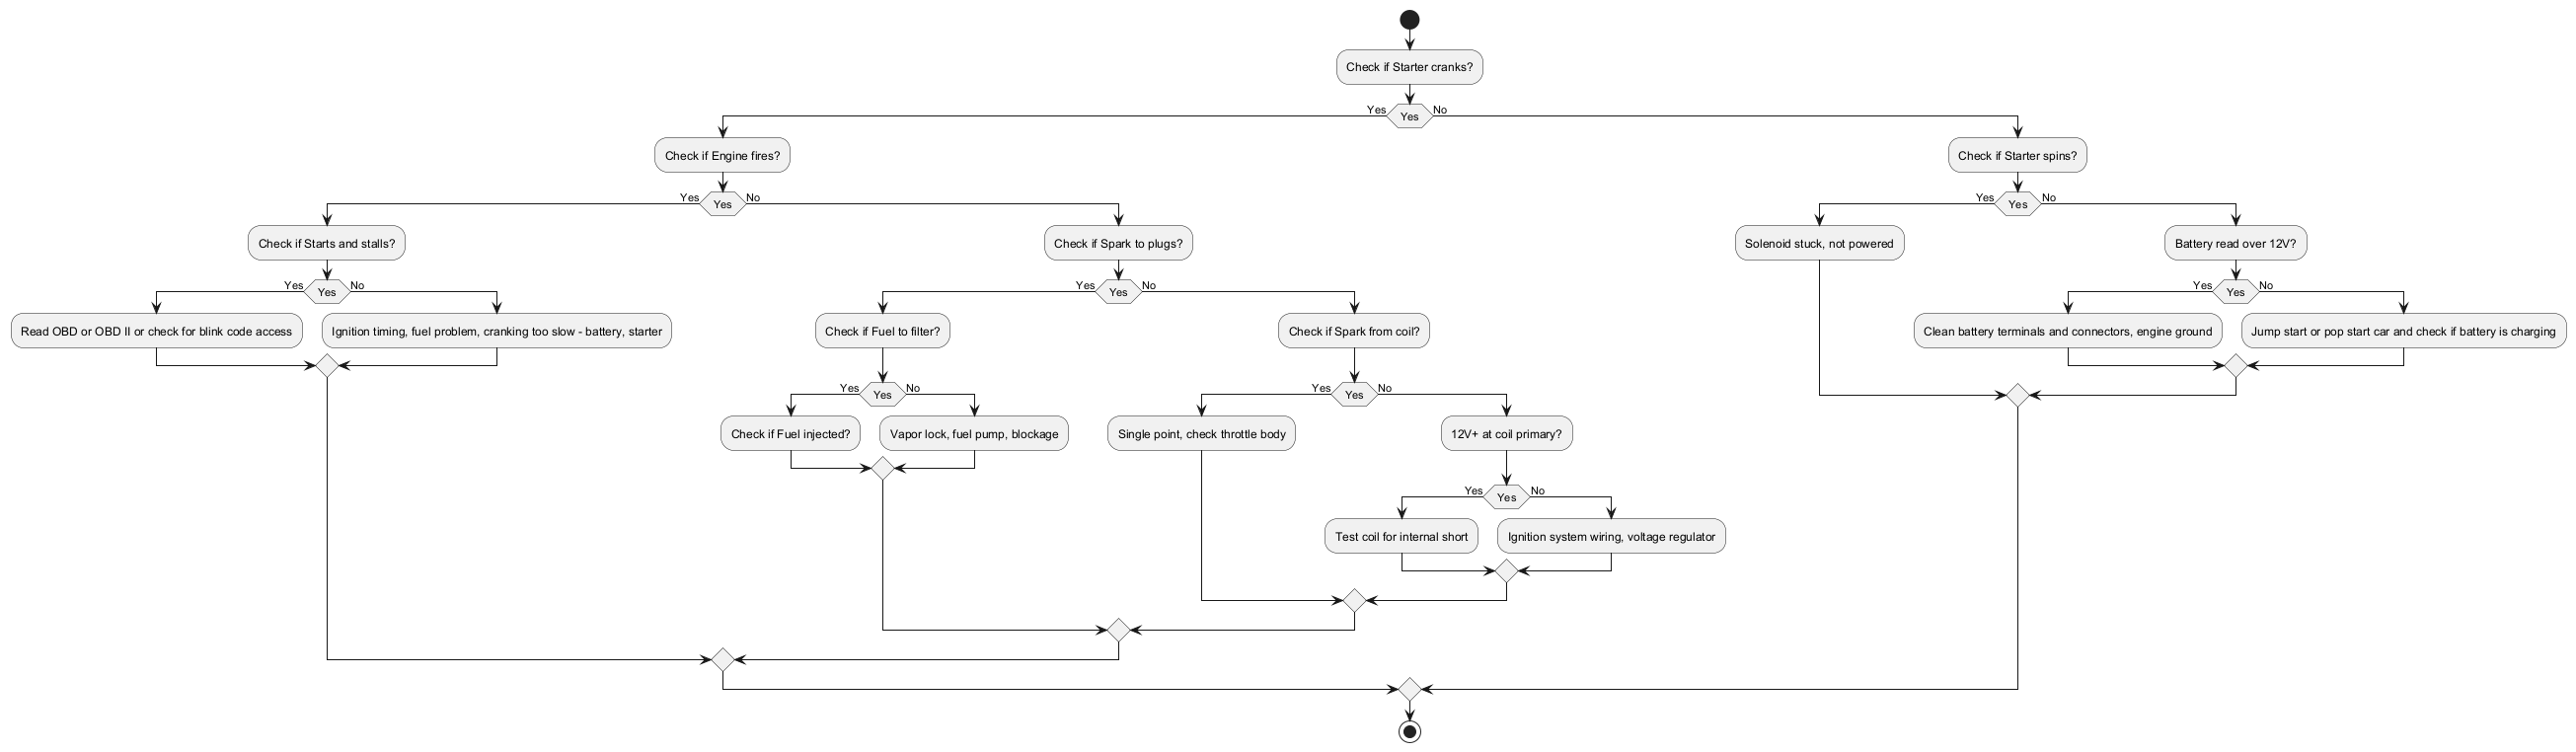 Check if Starter cranks?
Yes
Yes
No
Check if Engine fires?
Check if Starter spins?
Yes
Yes
No
Yes
Yes
No
Check if Starts and stalls?
Check if Spark to plugs?
Solenoid stuck, not powered
Battery read over 12V?
Yes
Yes
No
Yes
Yes
No
Yes
Yes
No
Read OBD or OBD II or check for blink code access
Ignition timing, fuel problem, cranking too slow - battery, starter
Check if Fuel to filter?
Check if Spark from coil?
Clean battery terminals and connectors, engine ground
Jump start or pop start car and check if battery is charging
Yes
Yes
No
Yes
Yes
No
Check if Fuel injected?
Vapor lock, fuel pump, blockage
Single point, check throttle body
12V+ at coil primary?
Yes
Yes
No
Test coil for internal short
Ignition system wiring, voltage regulator